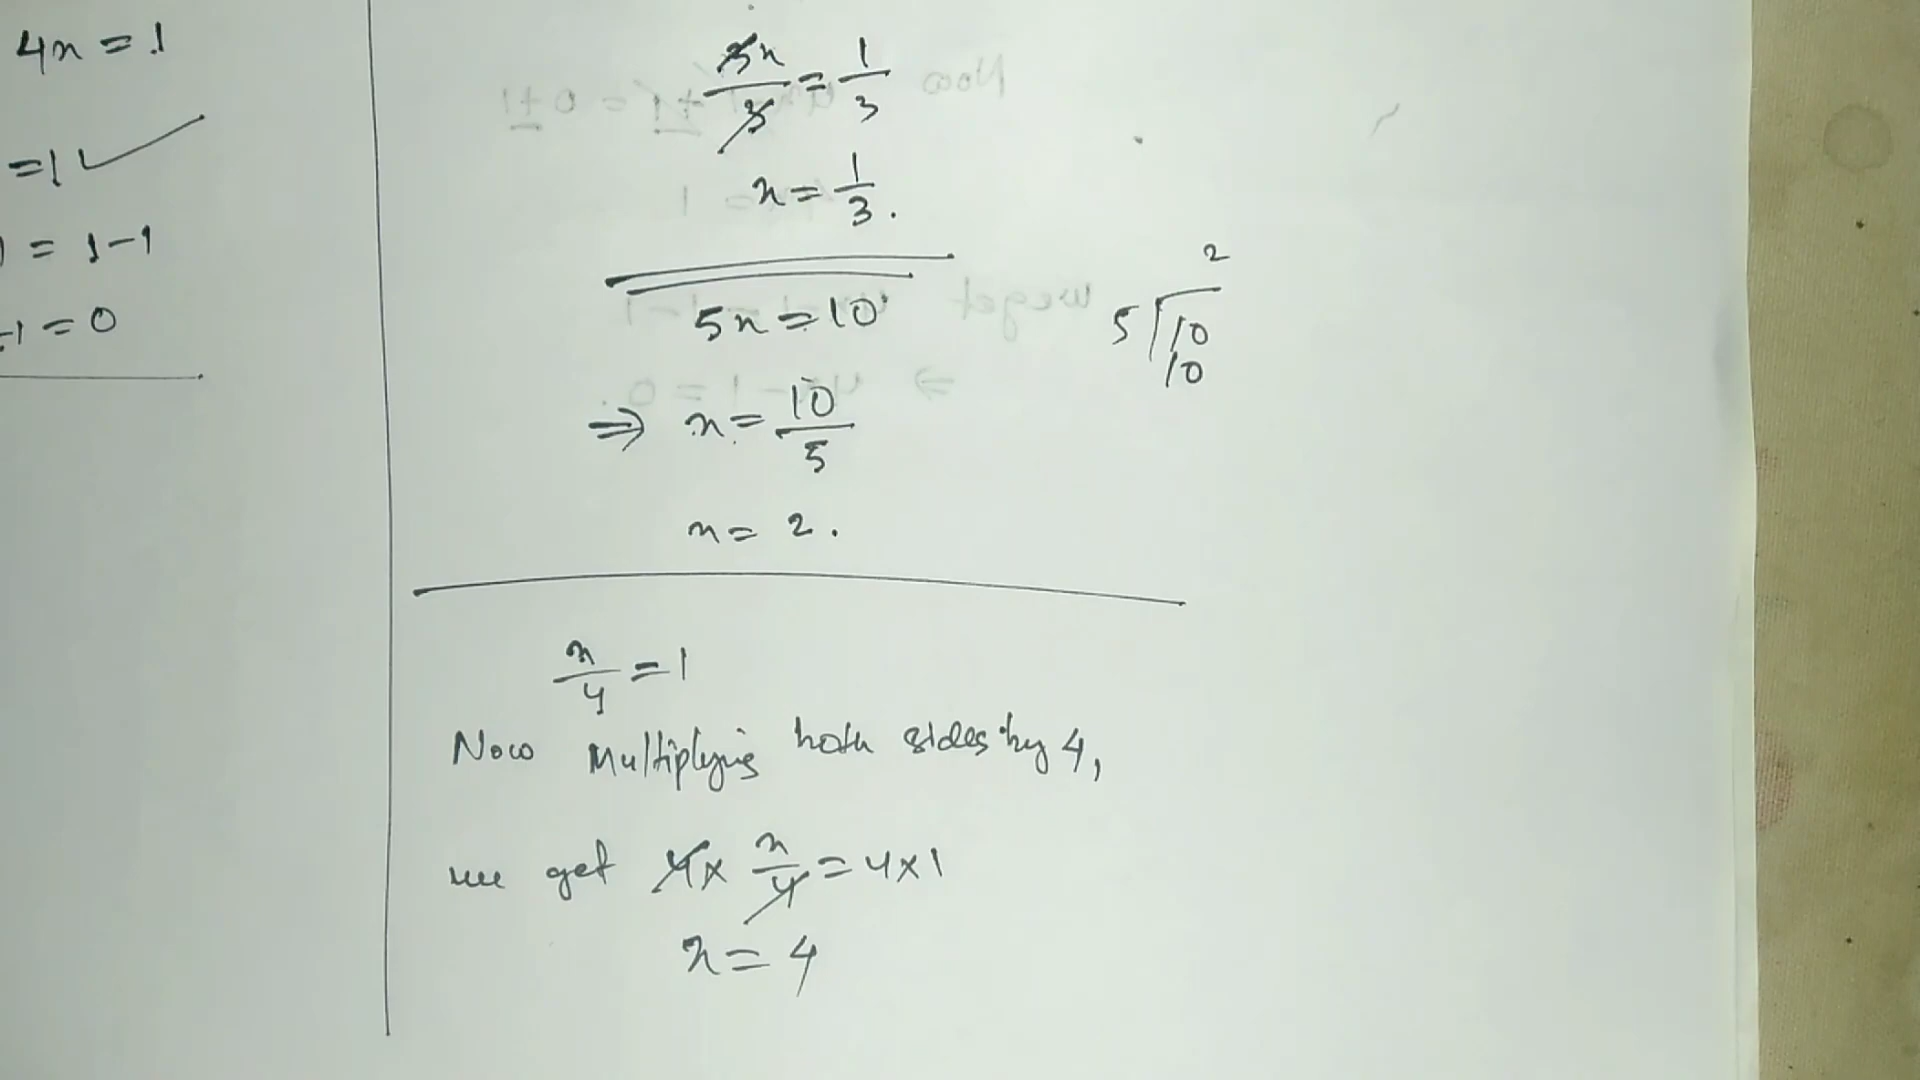 4x = 1
= 1 ✓
= 1-1
-1 = 0
3x/3 = 1/3
x = 1/3.
5x = 10
⇒ x = 10/5
x = 2.
2
5 10
10
x/4 = 1
Now Multiplying both sides by 4,
we get 4 × x/4 = 4×1
x = 4